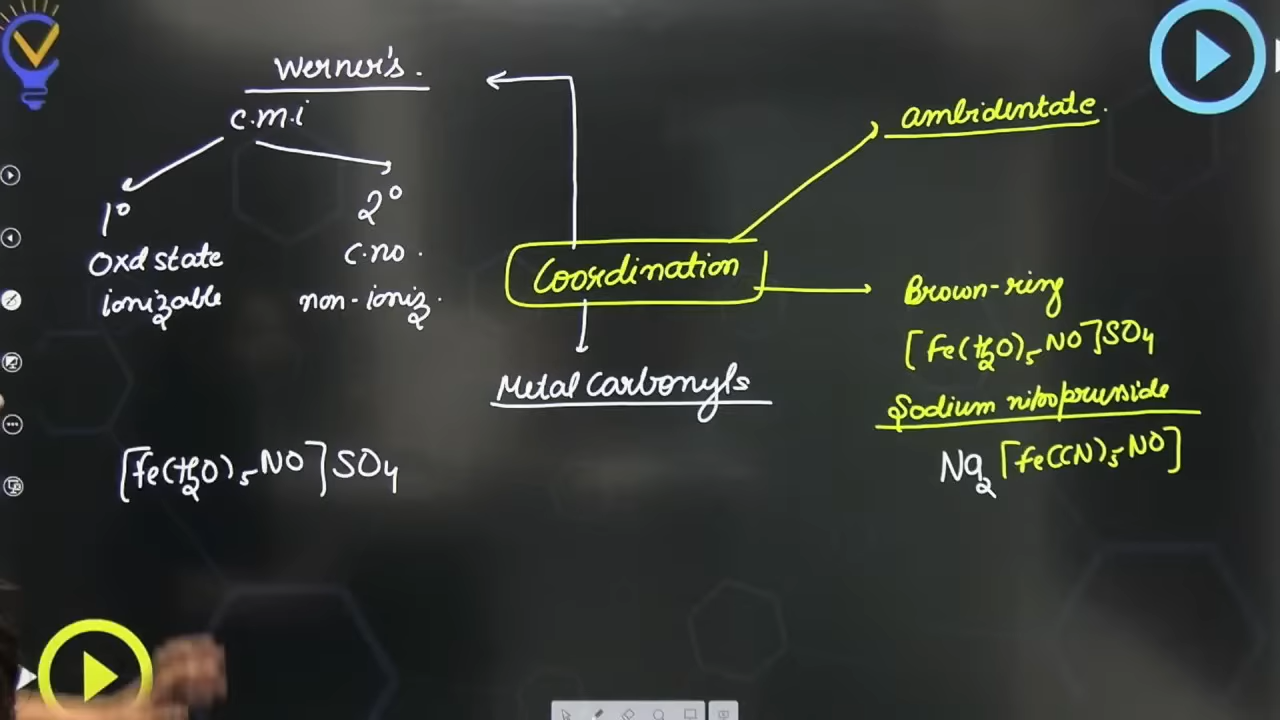 Werner's.
c.m.i
1° 2°
Oxd state c.no.
ionizable non-ioniz.
Coordination
Metal Carbonyls
[Fe(H2O)5NO]SO4
ambidentate.
Brown-ring
[Fe(H2O)5NO]SO4
Sodium nitroprusside
Na2[Fe(CN)5NO]